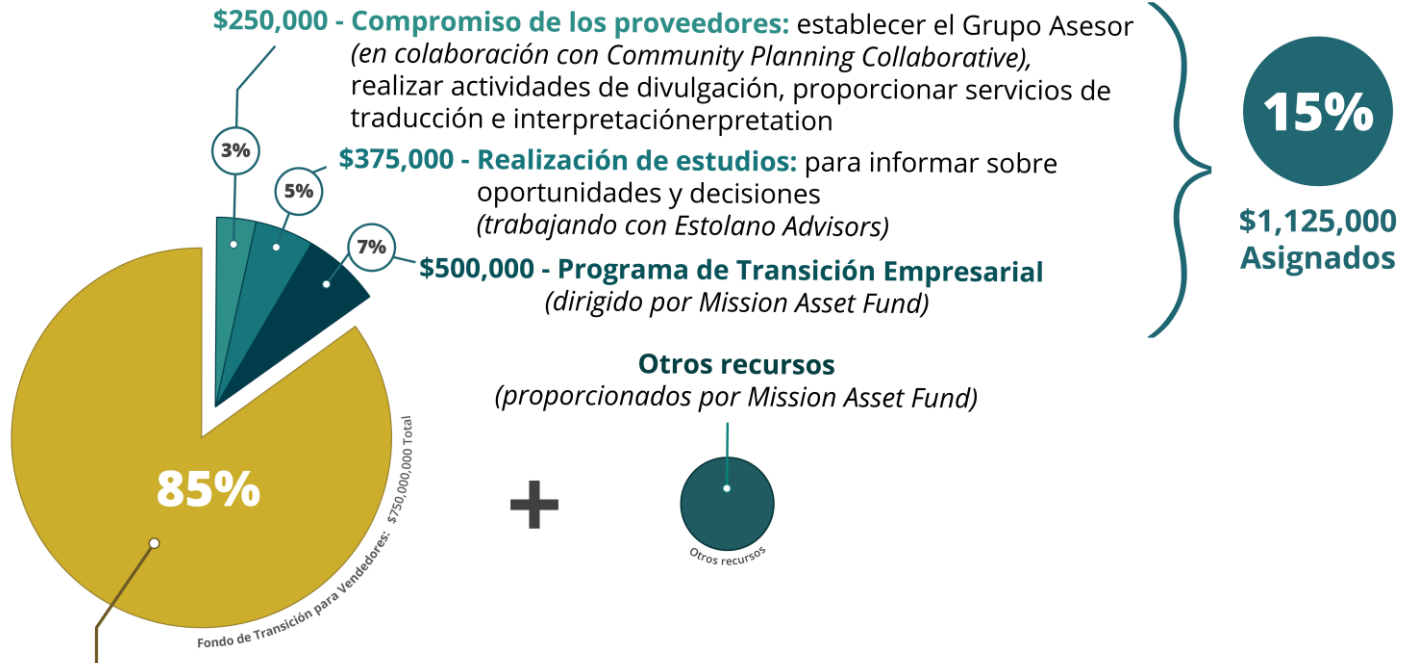 $250,000 - Compromiso de los proveedores: establecer el Grupo Asesor
(en colaboración con Community Planning Collaborative),
realizar actividades de divulgación, proporcionar servicios de
traducción e interpretaciónerpretation
3%
$375,000 - Realización de estudios: para informar sobre
oportunidades y decisiones
(trabajando con Estolano Advisors)
5%
$500,000 - Programa de Transición Empresarial
(dirigido por Mission Asset Fund)
7%
15%
$1,125,000
Asignados
Otros recursos
(proporcionados por Mission Asset Fund)
85%
Fondo de Transición para Vendedores: $750,000,000 Total
+
Otros recursos